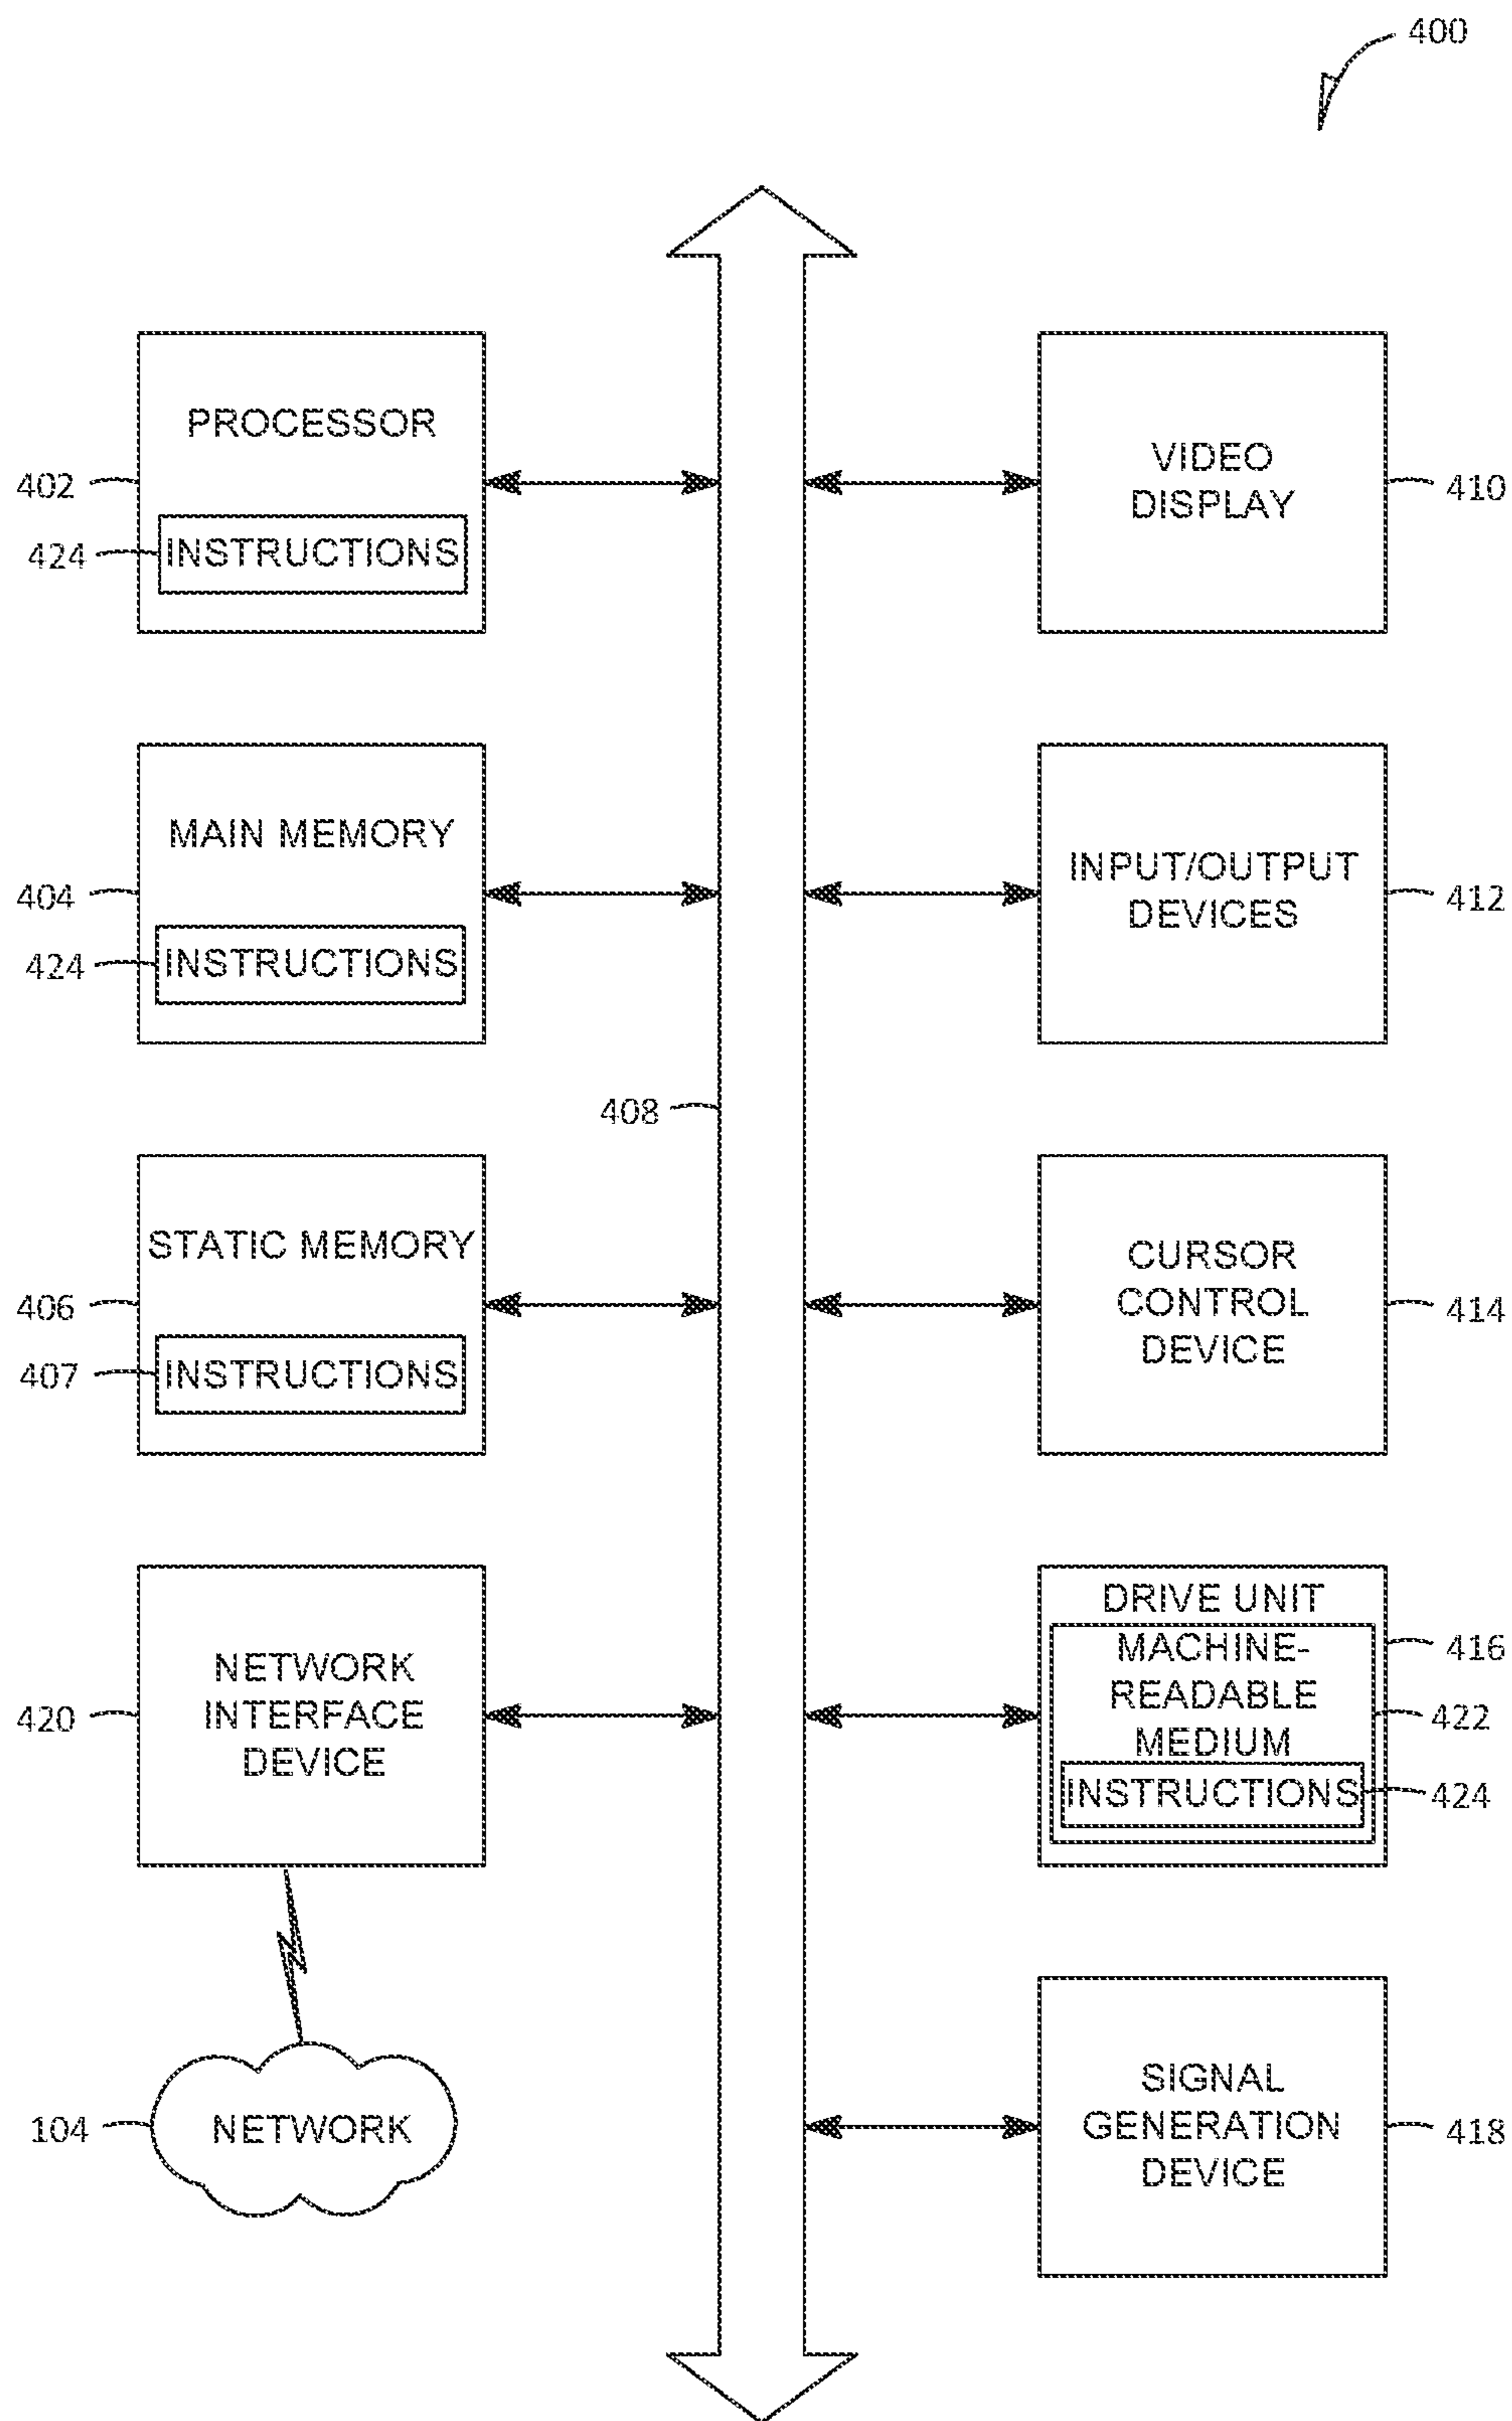 400
PROCESSOR
402
424
INSTRUCTIONS
VIDEO
DISPLAY
410
MAIN MEMORY
404
424
INSTRUCTIONS
INPUT/OUTPUT
DEVICES
412
408
STATIC MEMORY
406
407
INSTRUCTIONS
CURSOR
CONTROL
DEVICE
414
NETWORK
INTERFACE
DEVICE
420
DRIVE UNIT
MACHINE-
READABLE
MEDIUM
INSTRUCTIONS
416
422
424
104
NETWORK
SIGNAL
GENERATION
DEVICE
418